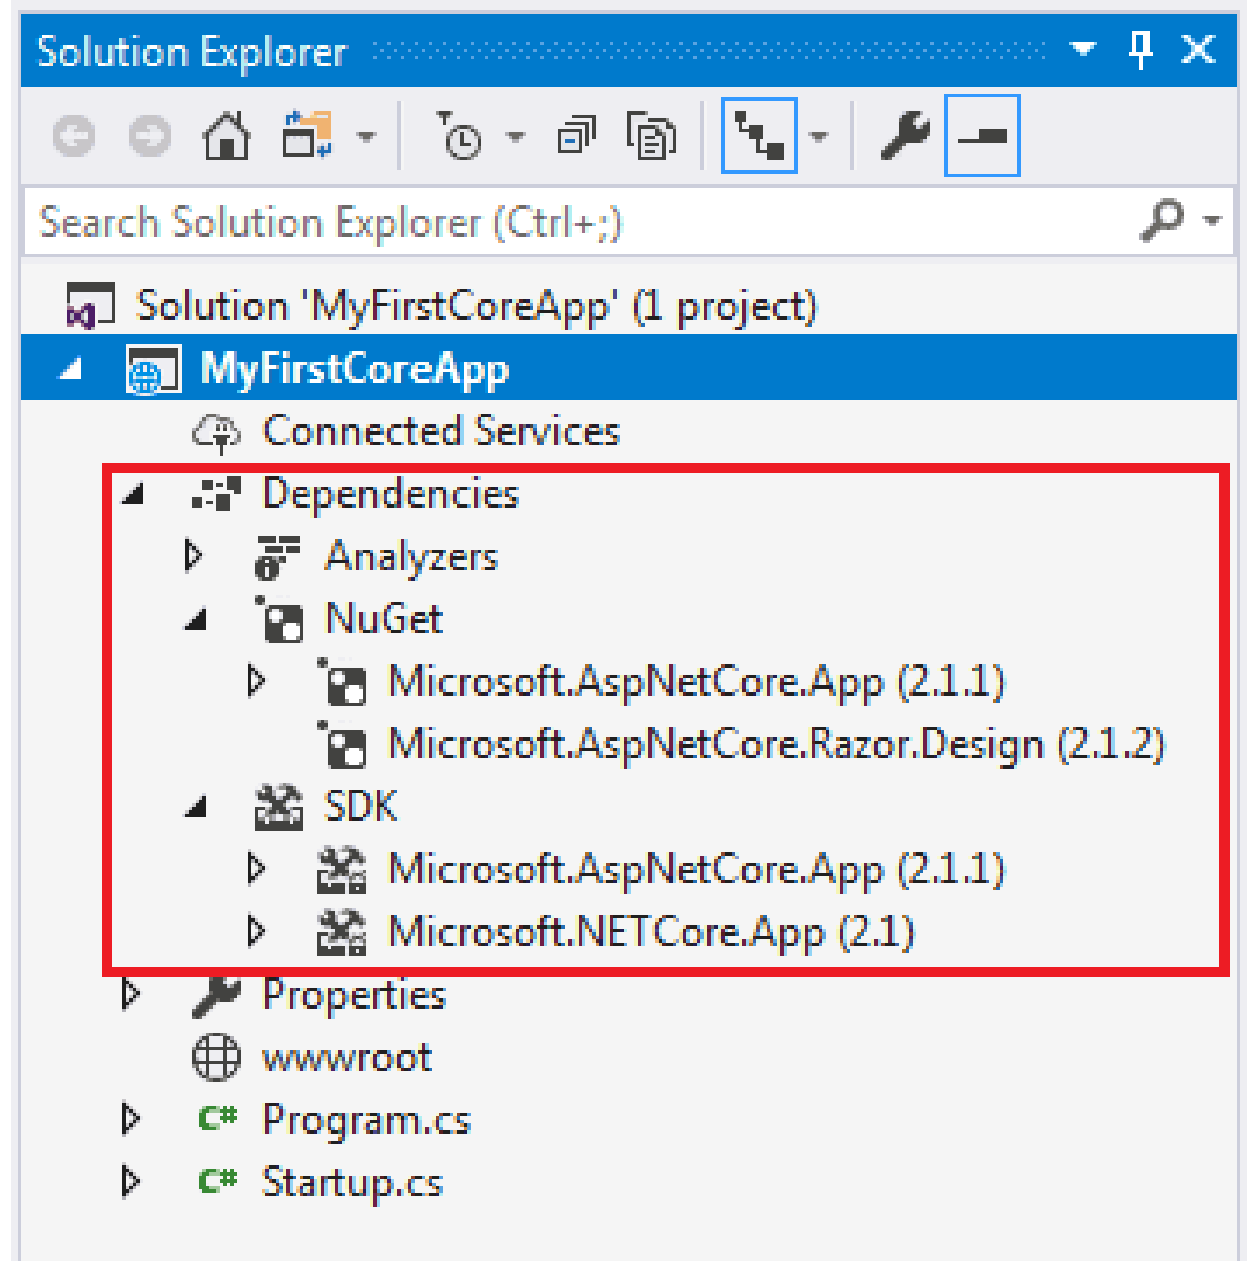 Solution Explorer
Search Solution Explorer (Ctrl+;)
Solution 'MyFirstCoreApp' (1 project)
MyFirstCoreApp
Connected Services
Dependencies
Analyzers
NuGet
Microsoft.AspNetCore.App (2.1.1)
Microsoft.AspNetCore.Razor.Design (2.1.2)
SDK
Microsoft.AspNetCore.App (2.1.1)
Microsoft.NETCore.App (2.1)
Properties
wwwroot
C# Program.cs
C# Startup.cs